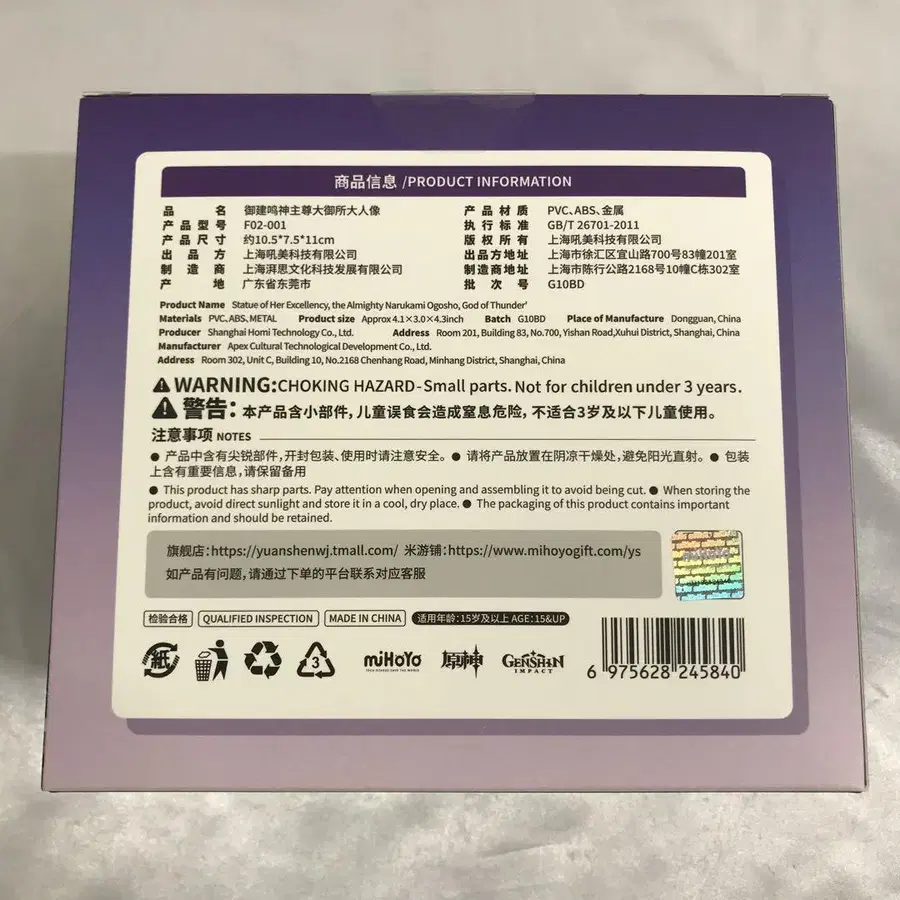 商品信息 /PRODUCT INFORMATION
品 名 御建鸣神主尊大御所大人像 产品材质 PVC、ABS、金属
产品型号 F02-001 执行标准 GB/T 26701-2011
产品尺寸 约10.5*7.5*11cm 版权所有 上海吼美科技有限公司
出品方 上海吼美科技有限公司 出品方地址 上海市徐汇区宜山路700号83幢201室
制造商 上海湃思文化科技发展有限公司 制造商地址 上海市陈行公路2168号10幢C栋302室
产 地 广东省东莞市 批次号 G10BD
Product Name Statue of Her Excellency, the Almighty Narukami Ogosho, God of Thunder'
Materials PVC, ABS, METAL Product size Approx 4.1×3.0×4.3inch Batch G10BD Place of Manufacture Dongguan, China
Producer Shanghai Homi Technology Co., Ltd. Address Room 201, Building 83, No.700, Yishan Road,Xuhui District, Shanghai, China
Manufacturer Apex Cultural Technological Development Co., Ltd.
Address Room 302, Unit C, Building 10, No.2168 Chenhang Road, Minhang District, Shanghai, China
WARNING:CHOKING HAZARD-Small parts. Not for children under 3 years.
警告：本产品含小部件，儿童误食会造成窒息危险，不适合3岁及以下儿童使用。
注意事项 NOTES
● 产品中含有尖锐部件，开封包装、使用时请注意安全。● 请将产品放置在阴凉干燥处，避免阳光直射。● 包装
上含有重要信息，请保留备用
● This product has sharp parts. Pay attention when opening and assembling it to avoid being cut. ● When storing the
product, avoid direct sunlight and store it in a cool, dry place. ● The packaging of this product contains important
information and should be retained.
旗舰店：https://yuanshenwj.tmall.com/ 米游铺：https://www.mihoyogift.com/ys
如产品有问题，请通过下单的平台联系对应客服
检验合格 QUALIFIED INSPECTION MADE IN CHINA 适用年龄：15岁及以上 AGE：15&UP
紙 3 miHoYo TECH OTAKUS SAVE THE WORLD 原神 GENSHIN IMPACT 6 975628 245840